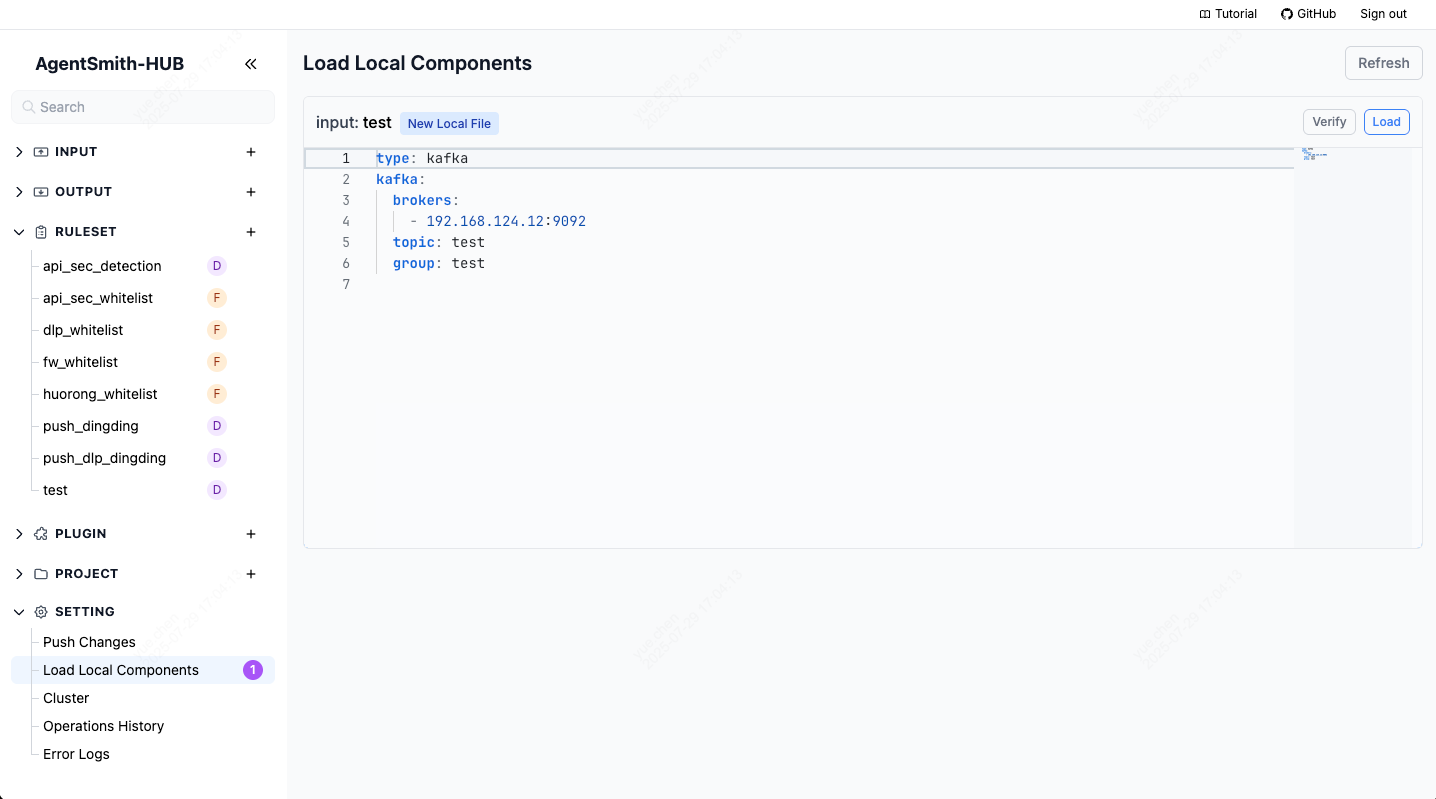 Tutorial GitHub Sign out
AgentSmith-HUB
Search
INPUT
OUTPUT
RULESET
api_sec_detection D
api_sec_whitelist F
dlp_whitelist F
fw_whitelist F
huorong_whitelist F
push_dingding D
push_dlp_dingding D
test D
PLUGIN
PROJECT
SETTING
Push Changes
Load Local Components 1
Cluster
Operations History
Error Logs
Load Local Components Refresh
input: test New Local File Verify Load
1 type: kafka
2 kafka:
3 brokers:
4 - 192.168.124.12:9092
5 topic: test
6 group: test
7